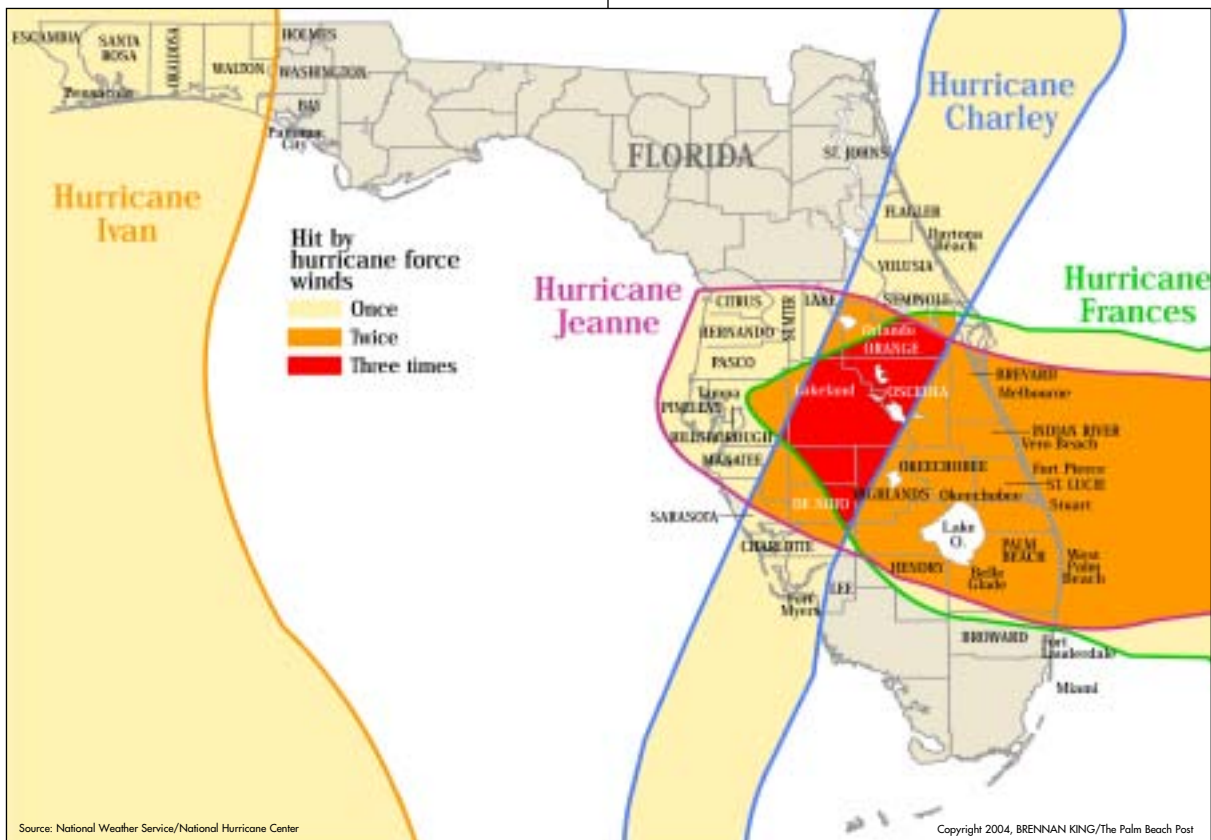 ESCAMBIA
SANTA
ROSA
OKALOOSA
WALTON
HOLMES
WASHINGTON
Pensacola
BAY
Panama
City
Hurricane
Ivan
FLORIDA
ST. JOHNS
Hurricane
Charley
FLAGLER
Daytona
Beach
VOLUSIA
Hit by
hurricane force
winds
Once
Twice
Three times
Hurricane
Jeanne
Hurricane
Frances
CITRUS
SUMTER
LAKE
SEMINOLE
HERNANDO
Orlando
ORANGE
PASCO
BREVARD
Melbourne
Tampa
Lakeland
OSCEOLA
PINELLAS
HILLSBOROUGH
INDIAN RIVER
Vero Beach
MANATEE
OKEECHOBEE
Fort Pierce
ST. LUCIE
DE SOTO
HIGHLANDS
Okeechobee
Stuart
SARASOTA
Lake
O.
CHARLOTTE
PALM
BEACH
West
Palm
Beach
HENDRY
Belle
Glade
LEE
Fort
Myers
BROWARD
Fort
Lauderdale
Miami
Source: National Weather Service/National Hurricane Center
Copyright 2004, BRENNAN KING/The Palm Beach Post